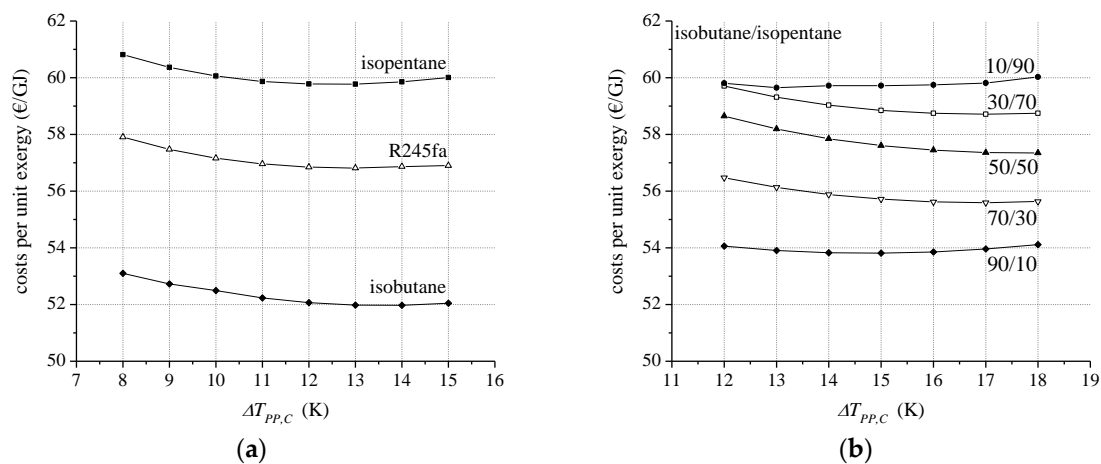 62
60
58
56
54
52
50
costs per unit exergy (€/GJ)
isopentane
R245fa
isobutane
7 8 9 10 11 12 13 14 15 16
ΔT_PP,C (K)
(a)
62
60
58
56
54
52
50
costs per unit exergy (€/GJ)
isobutane/isopentane
10/90
30/70
50/50
70/30
90/10
11 12 13 14 15 16 17 18 19
ΔT_PP,C (K)
(b)